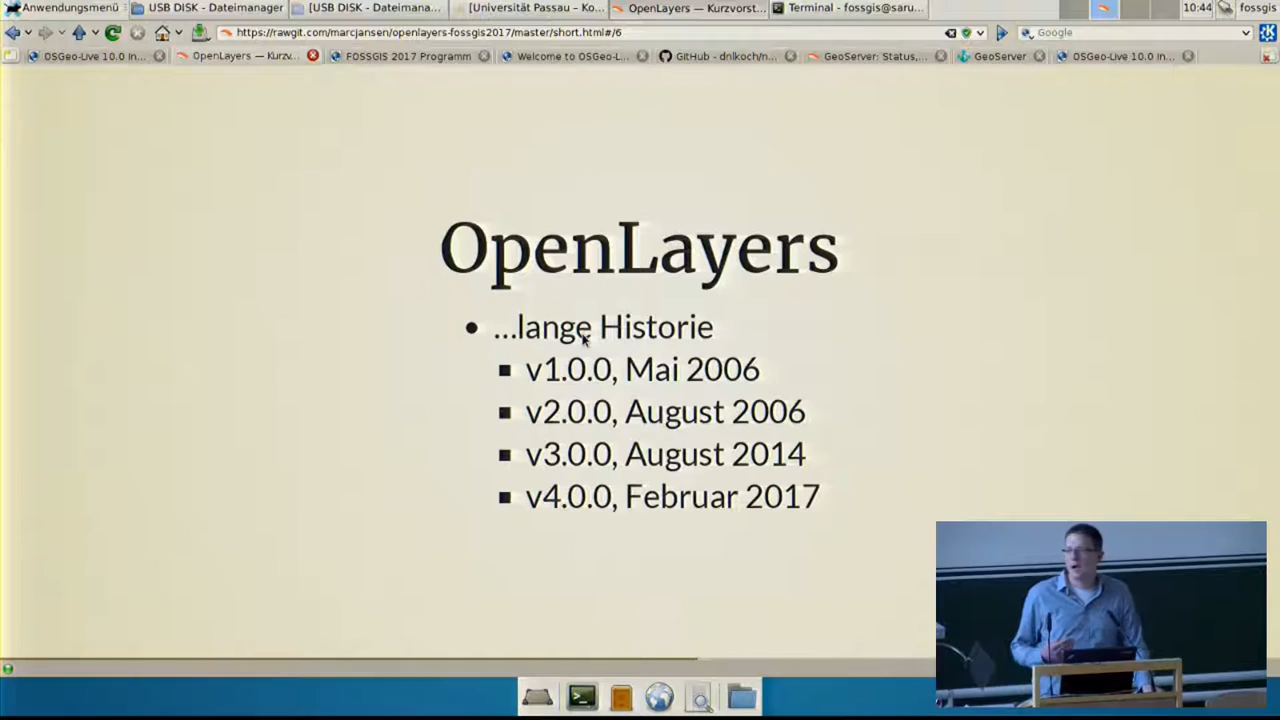 Anwendungsmenü
USB DISK - Dateimanager
[USB DISK - Dateimana...
[Universität Passau - Ko...
OpenLayers — Kurzvorst...
Terminal - fossgis@saru...
10:44
fossgis
https://rawgit.com/marcjansen/openlayers-fossgis2017/master/short.html#/6
Google
OSGeo-Live 10.0 In...
OpenLayers — Kurzv...
FOSSGIS 2017 Programm
Welcome to OSGeo-L...
GitHub - dnlkoch/n...
GeoServer: Status,...
GeoServer
OSGeo-Live 10.0 In...
OpenLayers
...lange Historie
v1.0.0, Mai 2006
v2.0.0, August 2006
v3.0.0, August 2014
v4.0.0, Februar 2017